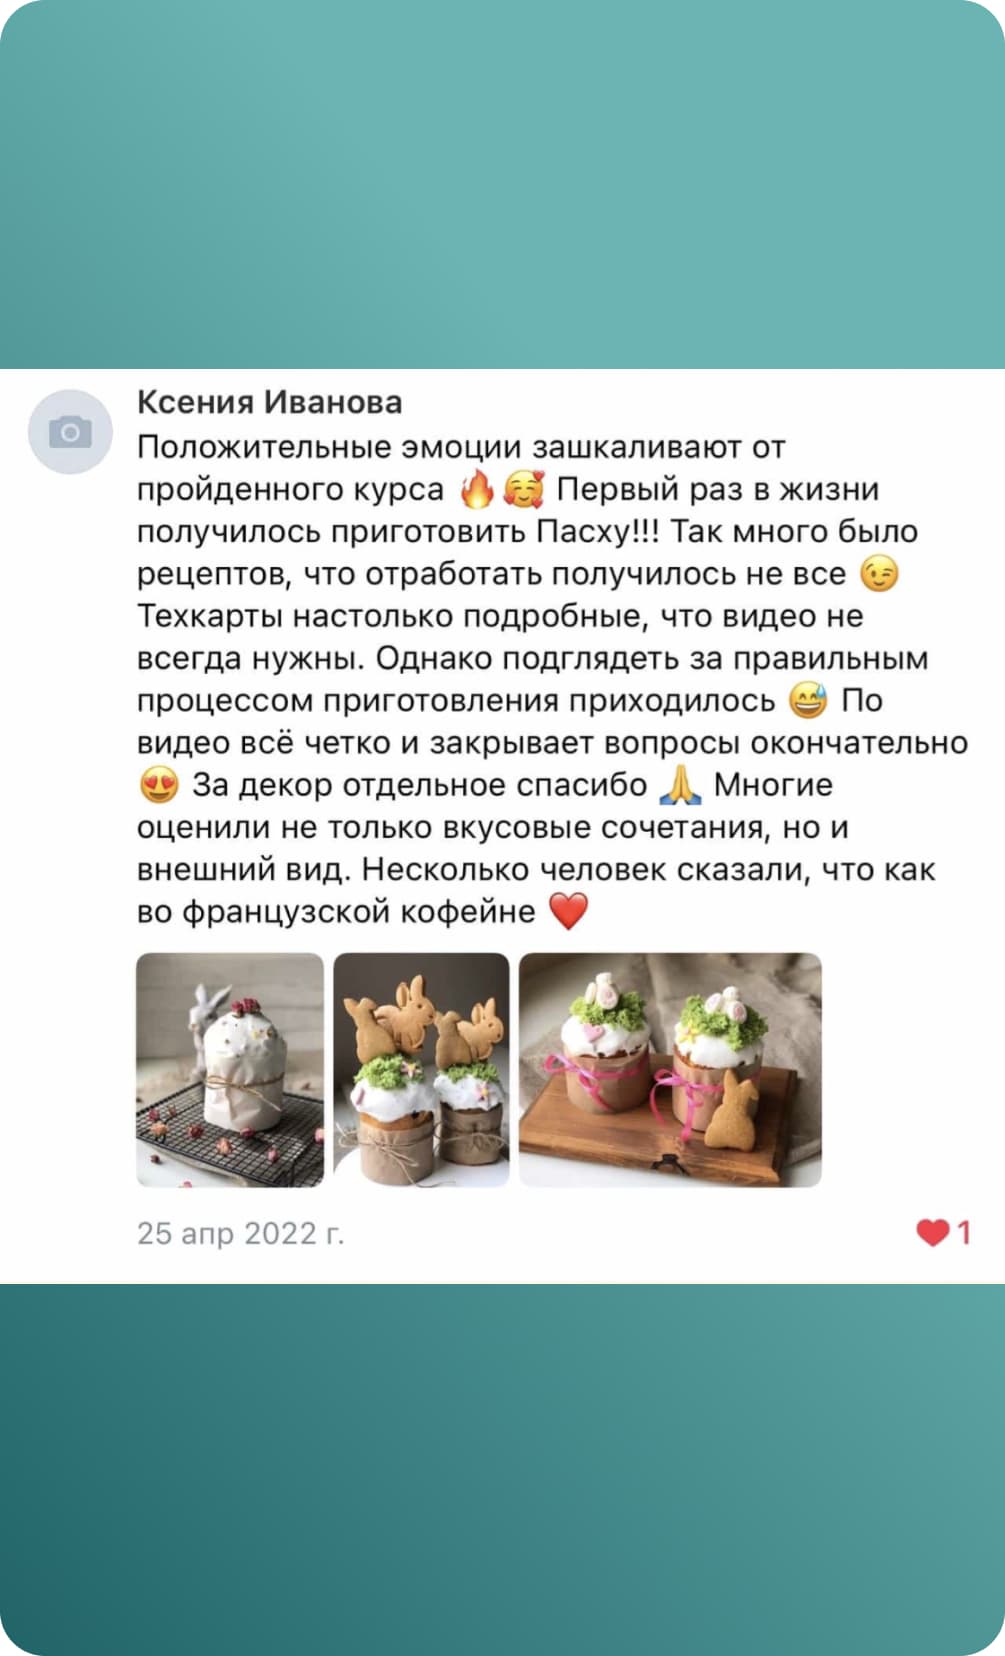 Ксения Иванова
Положительные эмоции зашкаливают от
пройденного курса 🔥🥰 Первый раз в жизни
получилось приготовить Пасху!!! Так много было
рецептов, что отработать получилось не все 😉
Техкарты настолько подробные, что видео не
всегда нужны. Однако подглядеть за правильным
процессом приготовления приходилось 😅 По
видео всё четко и закрывает вопросы окончательно
😍 За декор отдельное спасибо 🙏 Многие
оценили не только вкусовые сочетания, но и
внешний вид. Несколько человек сказали, что как
во французской кофейне ❤️
25 апр 2022 г.
❤️ 1